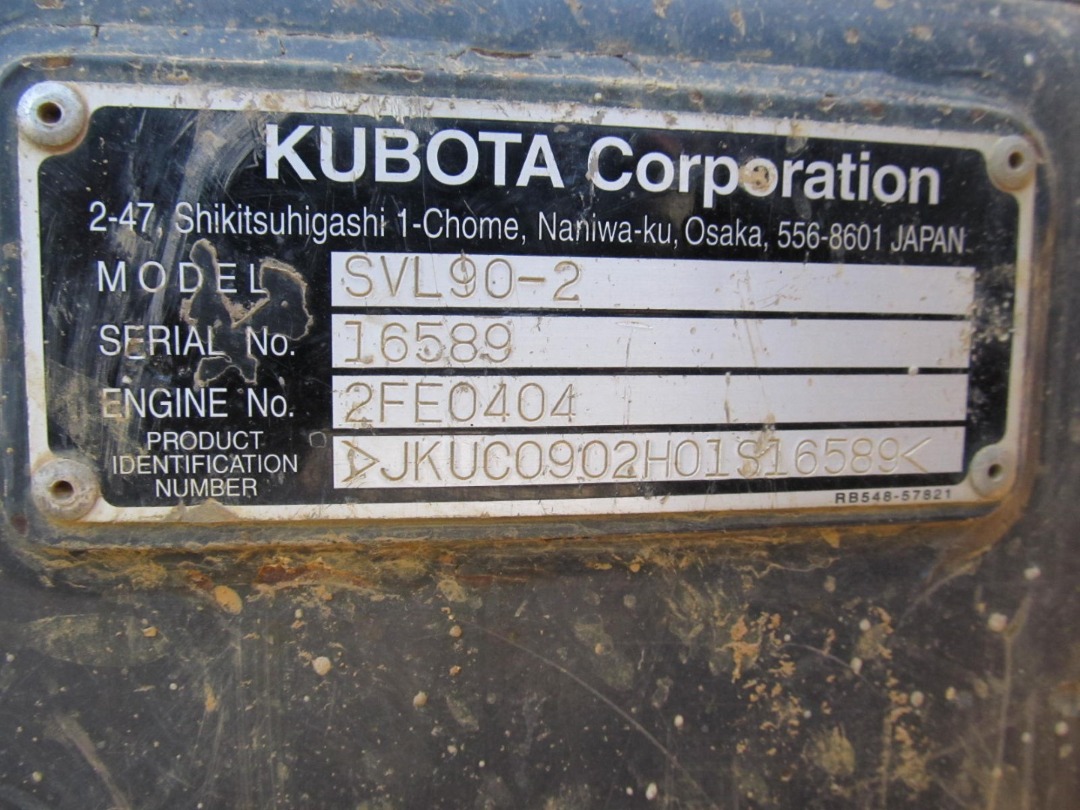 KUBOTA Corporation
2-47, Shikitsuhigashi 1-Chome, Naniwa-ku, Osaka, 556-8601 JAPAN
MODEL SVL90-2
SERIAL No. 16589
ENGINE No. 2FE0404
PRODUCT
IDENTIFICATION
NUMBER
>JKUC0902H01S16589<
RB548-57821